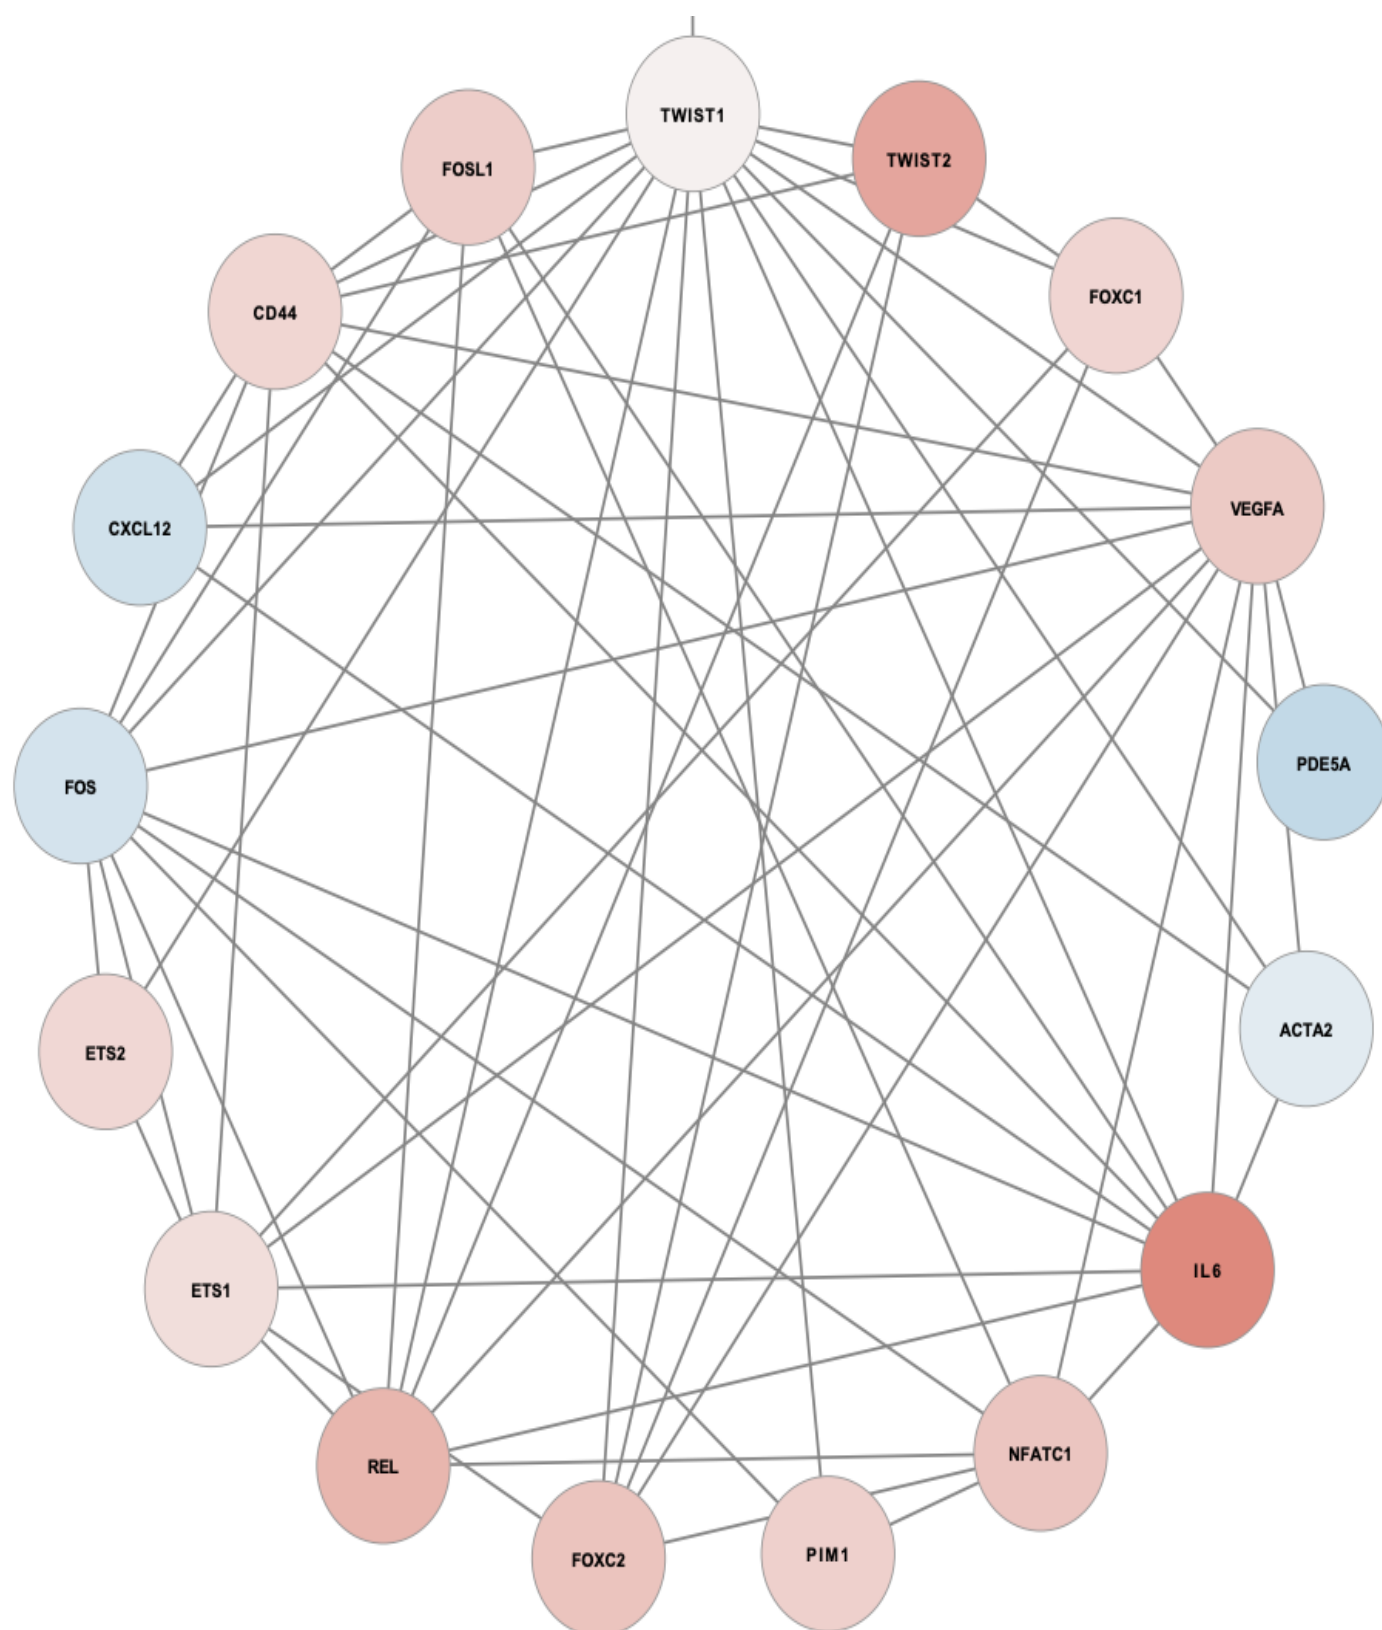 TWIST1
TWIST2
FOSL1
FOXC1
CD44
VEGFA
CXCL12
PDE5A
FOS
ACTA2
ETS2
IL6
ETS1
NFATC1
REL
PIM1
FOXC2